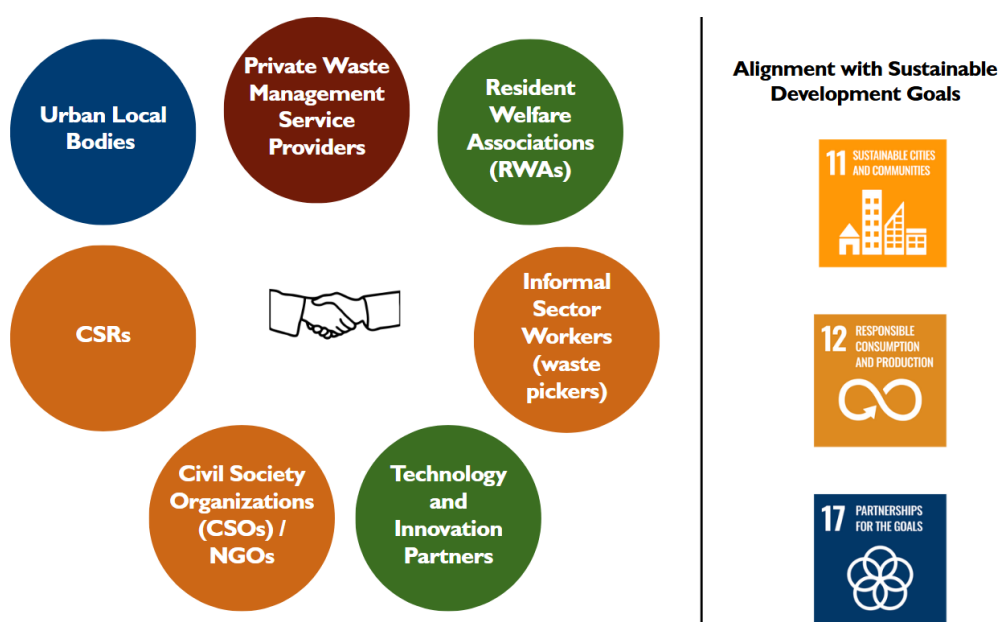 Urban Local
Bodies
Private Waste
Management
Service
Providers
Resident
Welfare
Associations
(RWAs)
CSRs
Informal
Sector
Workers
(waste
pickers)
Civil Society
Organizations
(CSOs) /
NGOs
Technology
and
Innovation
Partners
Alignment with Sustainable
Development Goals
11 SUSTAINABLE CITIES
AND COMMUNITIES
12 RESPONSIBLE
CONSUMPTION
AND PRODUCTION
17 PARTNERSHIPS
FOR THE GOALS